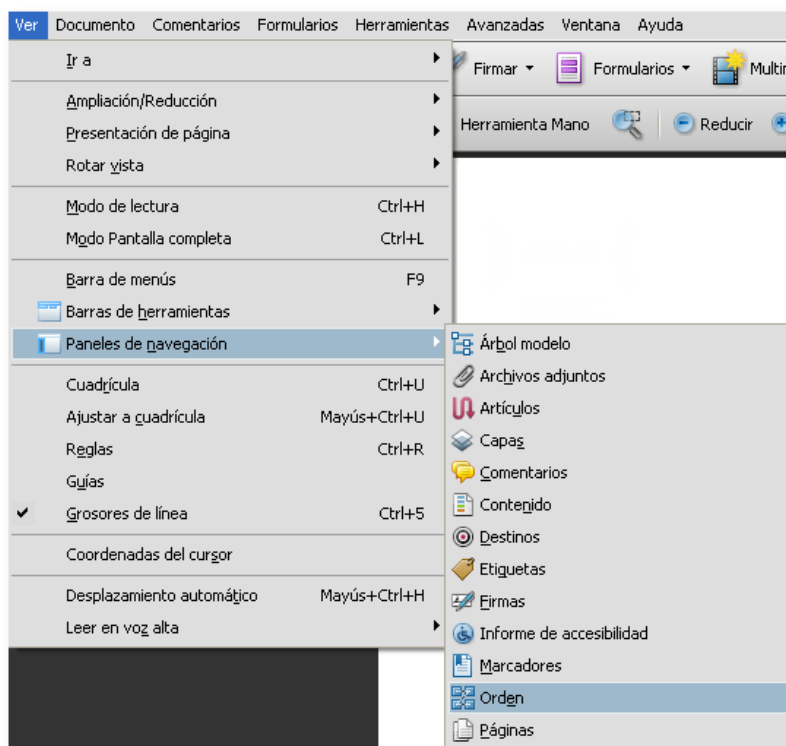 Ver Documento Comentarios Formularios Herramientas Avanzadas Ventana Ayuda
Firmar Formularios
Herramienta Mano Reducir
Ir a
Ampliación/Reducción
Presentación de página
Rotar vista
Modo de lectura Ctrl+H
Modo Pantalla completa Ctrl+L
Barra de menús F9
Barras de herramientas
Paneles de navegación
Cuadrícula Ctrl+U
Ajustar a cuadrícula Mayús+Ctrl+U
Reglas Ctrl+R
Guías
Grosores de línea Ctrl+5
Coordenadas del cursor
Desplazamiento automático Mayús+Ctrl+H
Leer en voz alta
Árbol modelo
Archivos adjuntos
Artículos
Capas
Comentarios
Contenido
Destinos
Etiquetas
Firmas
Informe de accesibilidad
Marcadores
Orden
Páginas